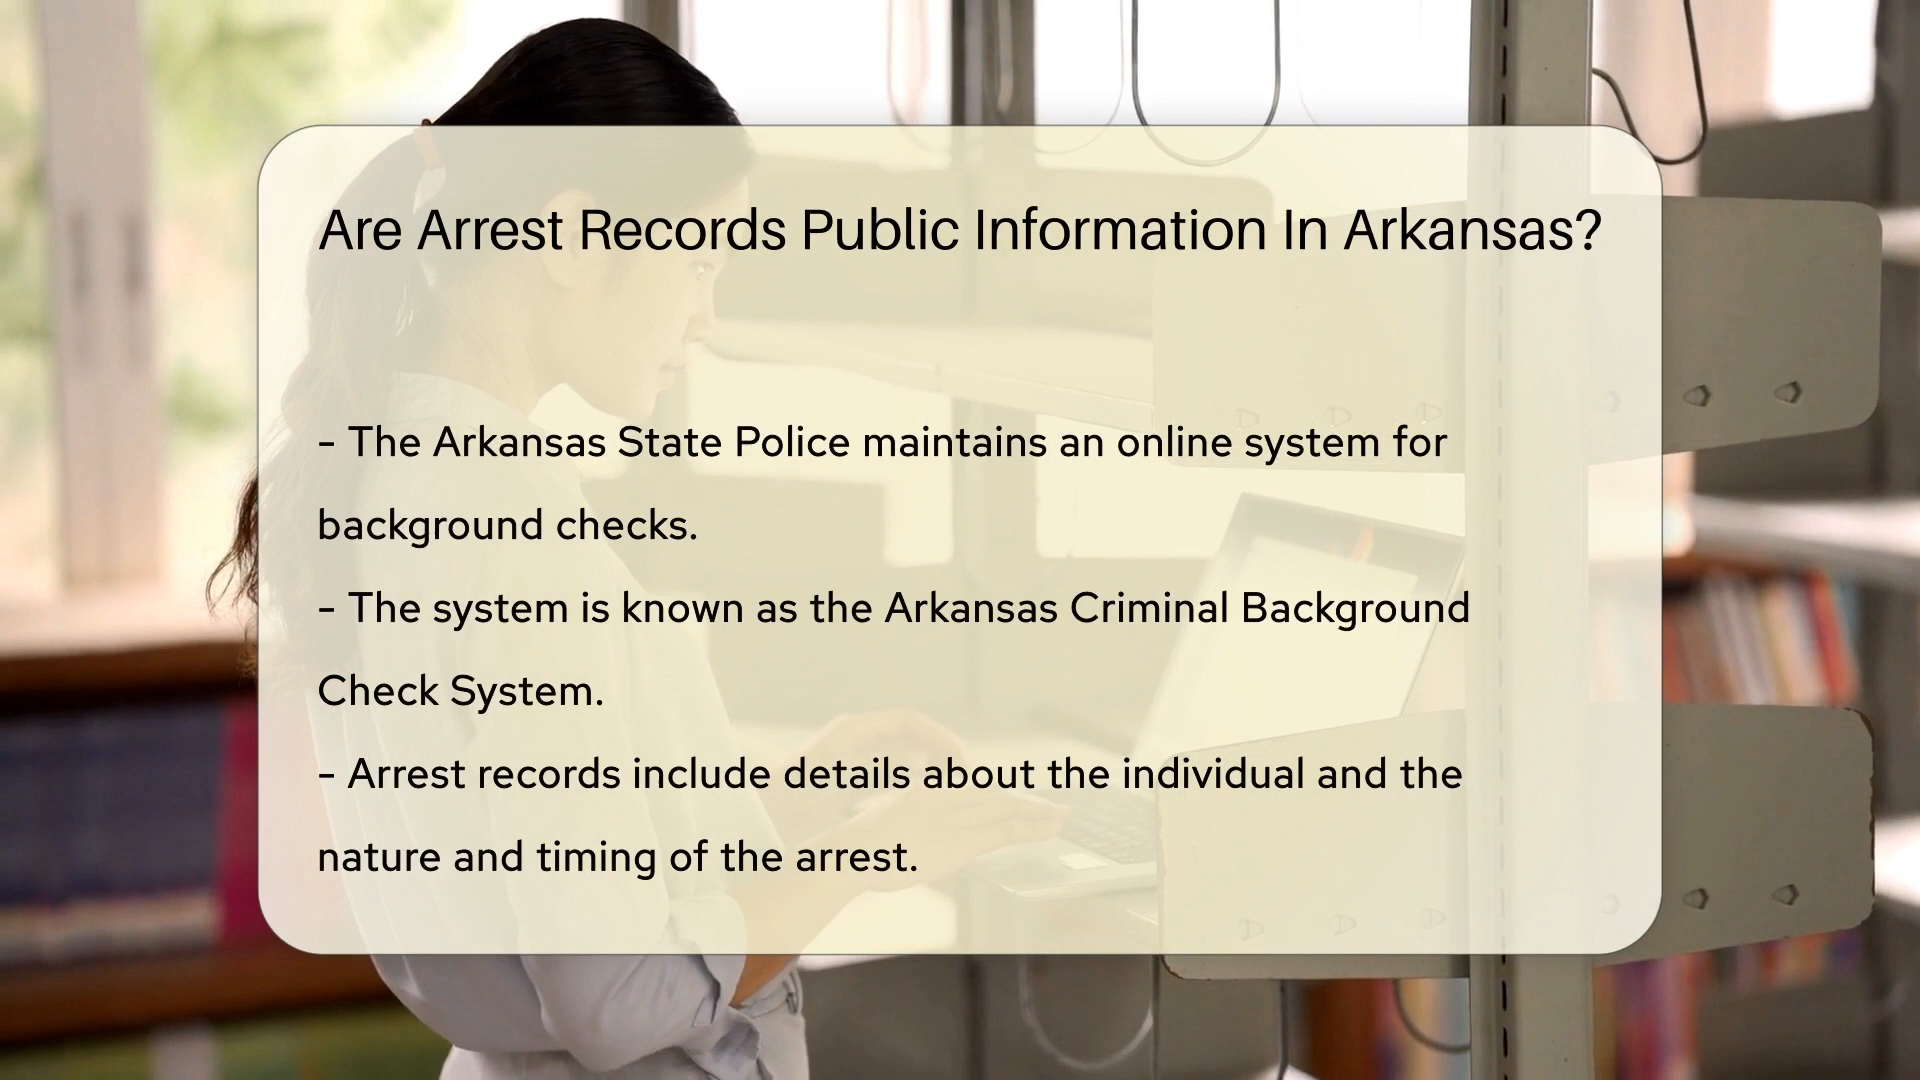 Are Arrest Records Public Information In Arkansas?
- The Arkansas State Police maintains an online system for
background checks.
- The system is known as the Arkansas Criminal Background
Check System.
- Arrest records include details about the individual and the
nature and timing of the arrest.